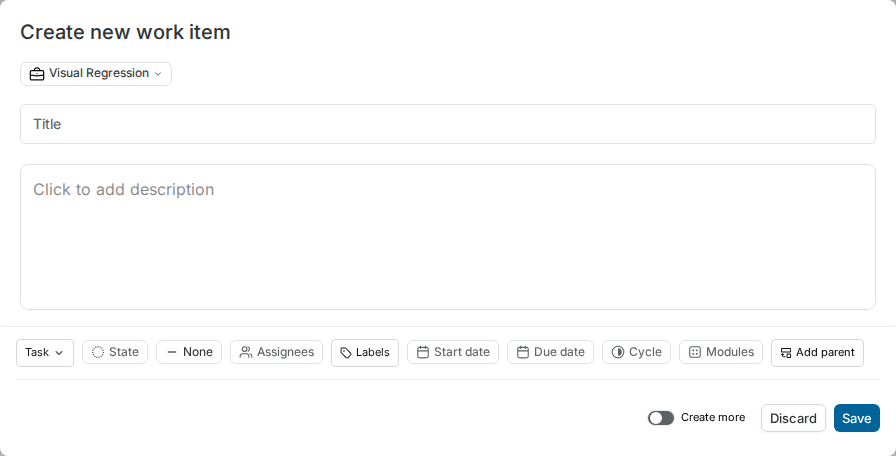 Create new work item
Visual Regression
Title
Click to add description
Task State None Assignees Labels Start date Due date Cycle Modules Add parent
Create more Discard Save